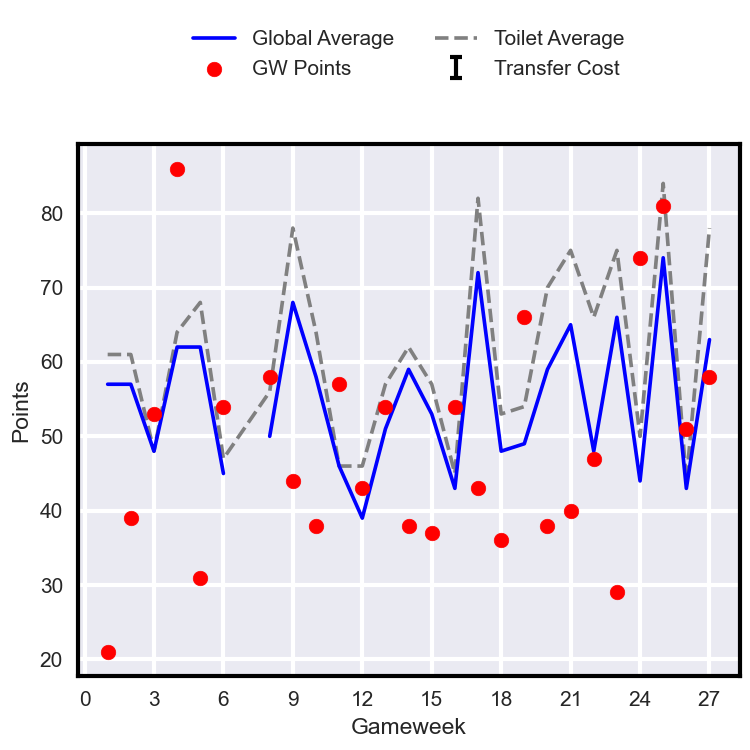 Global Average
Toilet Average
GW Points
Transfer Cost
Points
80
70
60
50
40
30
20
0 3 6 9 12 15 18 21 24 27
Gameweek